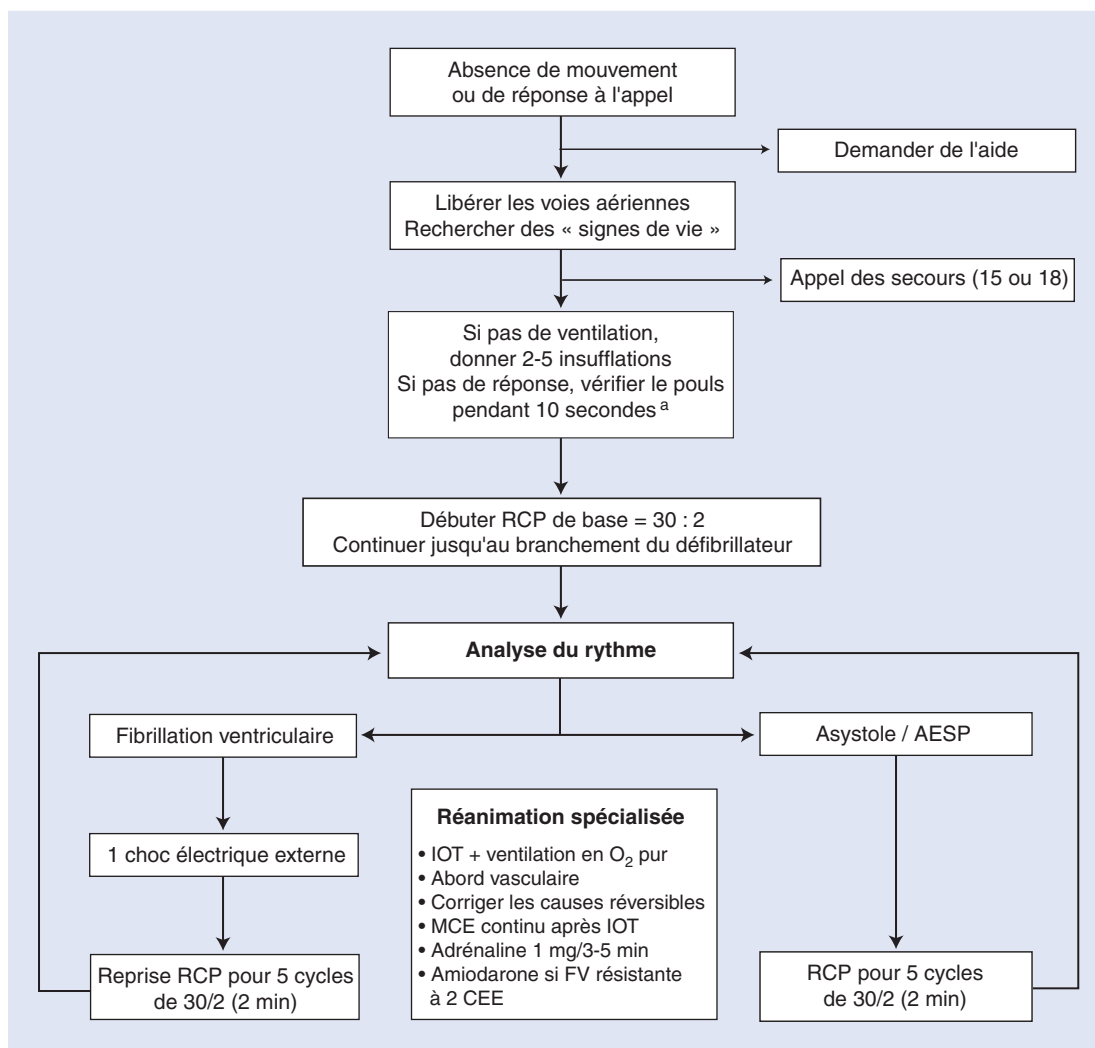 Absence de mouvement
ou de réponse à l'appel
Demander de l'aide
Libérer les voies aériennes
Rechercher des « signes de vie »
Appel des secours (15 ou 18)
Si pas de ventilation,
donner 2-5 insufflations
Si pas de réponse, vérifier le pouls
pendant 10 secondes a
Débuter RCP de base = 30 : 2
Continuer jusqu'au branchement du défibrillateur
Analyse du rythme
Fibrillation ventriculaire
Asystole / AESP
1 choc électrique externe
Reprise RCP pour 5 cycles
de 30/2 (2 min)
Réanimation spécialisée
• IOT + ventilation en O2 pur
• Abord vasculaire
• Corriger les causes réversibles
• MCE continu après IOT
• Adrénaline 1 mg/3-5 min
• Amiodarone si FV résistante
à 2 CEE
RCP pour 5 cycles
de 30/2 (2 min)